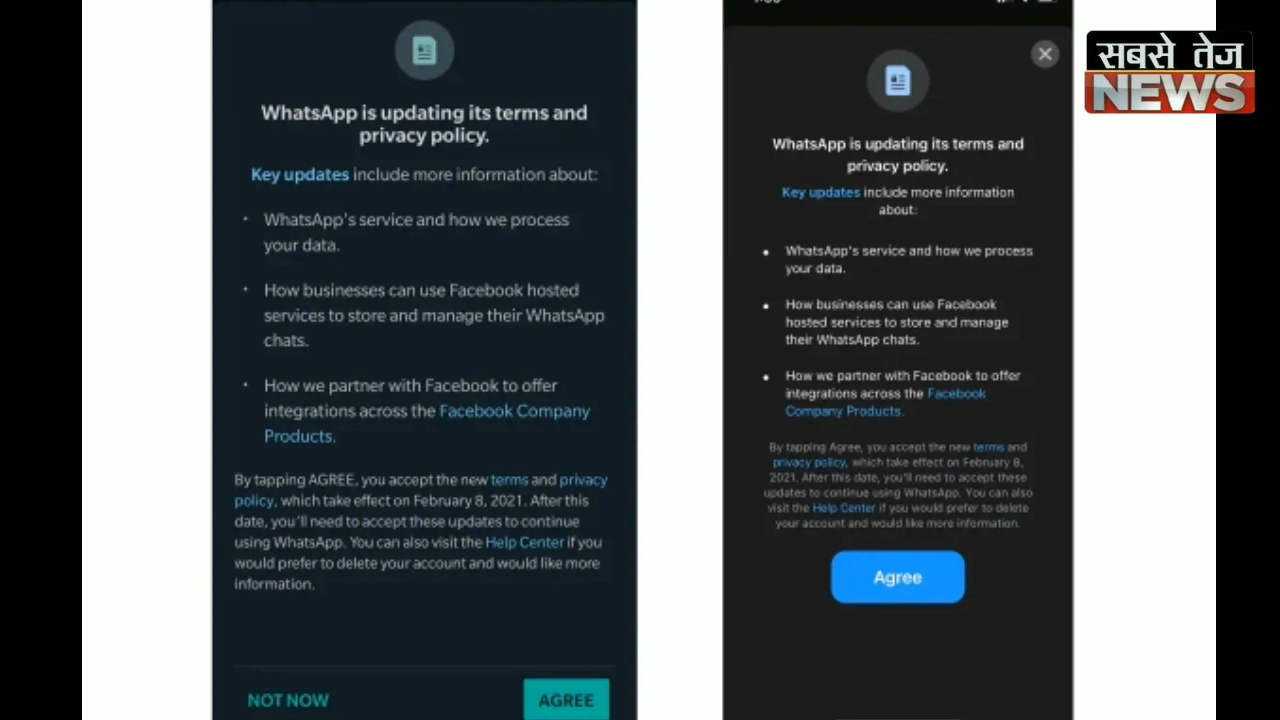 WhatsApp is updating its terms and
privacy policy.
Key updates include more information about:
• WhatsApp's service and how we process
your data.
• How businesses can use Facebook hosted
services to store and manage their WhatsApp
chats.
• How we partner with Facebook to offer
integrations across the Facebook Company
Products.
By tapping AGREE, you accept the new terms and privacy
policy, which take effect on February 8, 2021. After this
date, you'll need to accept these updates to continue
using WhatsApp. You can also visit the Help Center if you
would prefer to delete your account and would like more
information.
NOT NOW AGREE
WhatsApp is updating its terms and
privacy policy.
Key updates include more information
about:
• WhatsApp's service and how we process
your data.
• How businesses can use Facebook
hosted services to store and manage
their WhatsApp chats.
• How we partner with Facebook to offer
integrations across the Facebook
Company Products.
By tapping Agree, you accept the new terms and
privacy policy, which take effect on February 8,
2021. After this date, you'll need to accept these
updates to continue using WhatsApp. You can also
visit the Help Center if you would prefer to delete
your account and would like more information.
Agree
सबसे तेज
NEWS